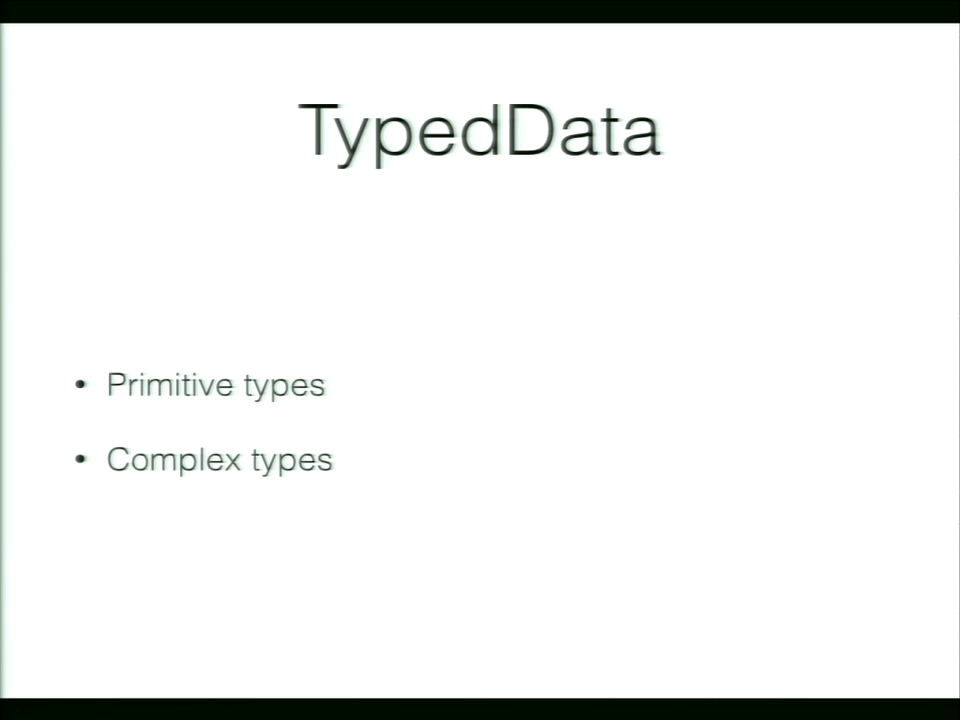 TypedData
• Primitive types
• Complex types